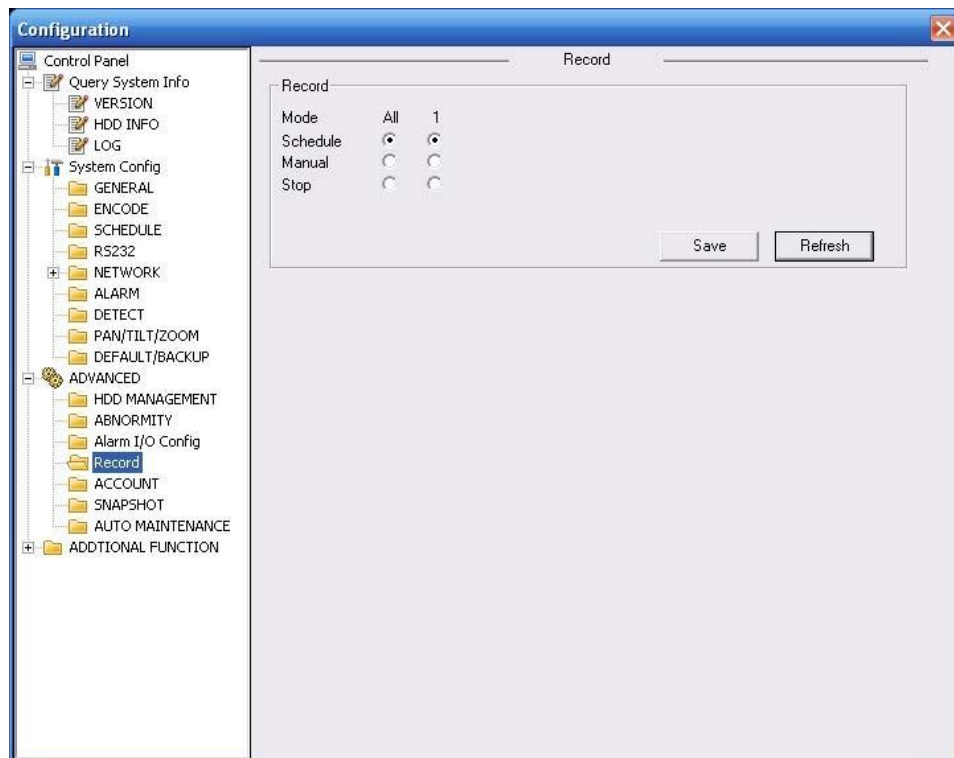 Configuration
Control Panel
Query System Info
VERSION
HDD INFO
LOG
System Config
GENERAL
ENCODE
SCHEDULE
RS232
NETWORK
ALARM
DETECT
PAN/TILT/ZOOM
DEFAULT/BACKUP
ADVANCED
HDD MANAGEMENT
ABNORMITY
Alarm I/O Config
Record
ACCOUNT
SNAPSHOT
AUTO MAINTENANCE
ADDTIONAL FUNCTION
Record
Record
Mode All 1
Schedule
Manual
Stop
Save Refresh